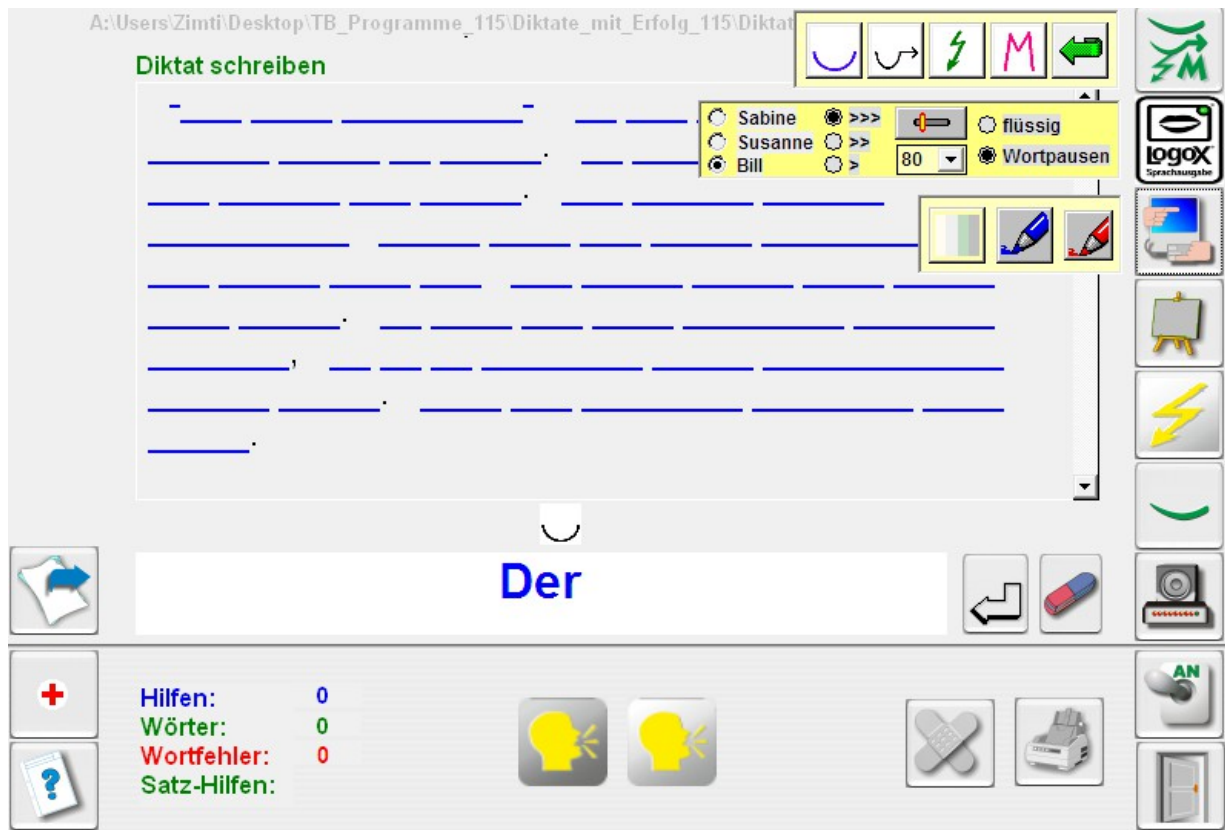 A:\Users\Zimti\Desktop\TB_Programme_115\Diktate_mit_Erfolg_115\Diktat
Diktat schreiben
Sabine >>> flüssig
Susanne >>
Bill > 80 Wortpausen
M
M
LogoX
Sprachausgabe
Der
AN
Hilfen: 0
Wörter: 0
Wortfehler: 0
Satz-Hilfen:
?